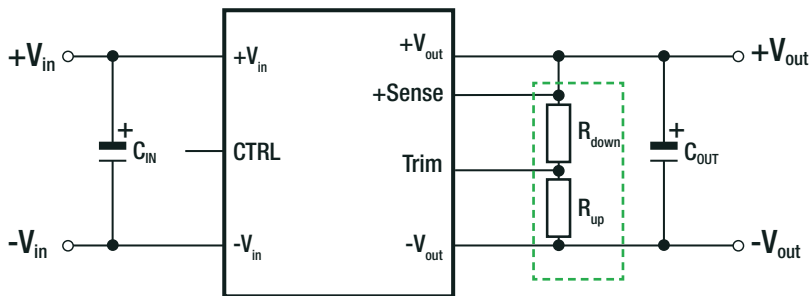 +Vin
+Vin
+Vout
+Vout
+Sense
+
CIN
CTRL
Trim
Rdown
+
COUT
Rup
-Vin
-Vin
-Vout
-Vout